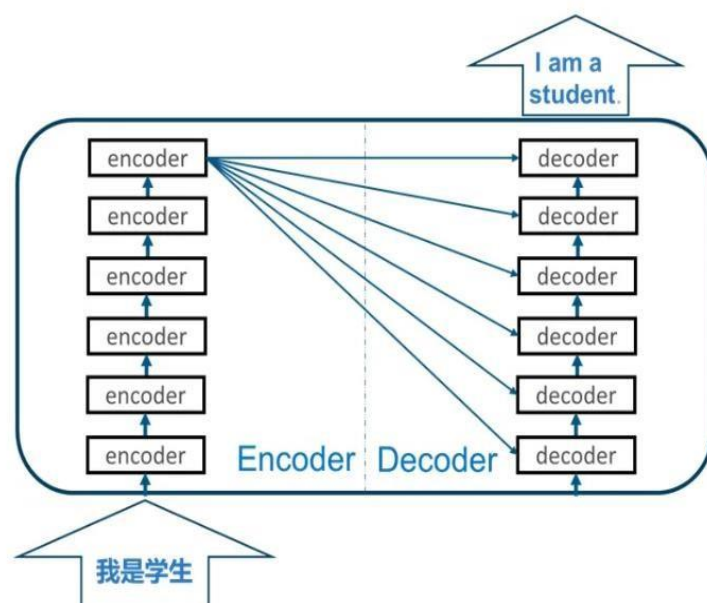 I am a
student.
encoder
decoder
encoder
decoder
encoder
decoder
encoder
decoder
encoder
decoder
encoder
Encoder
Decoder
decoder
我是学生